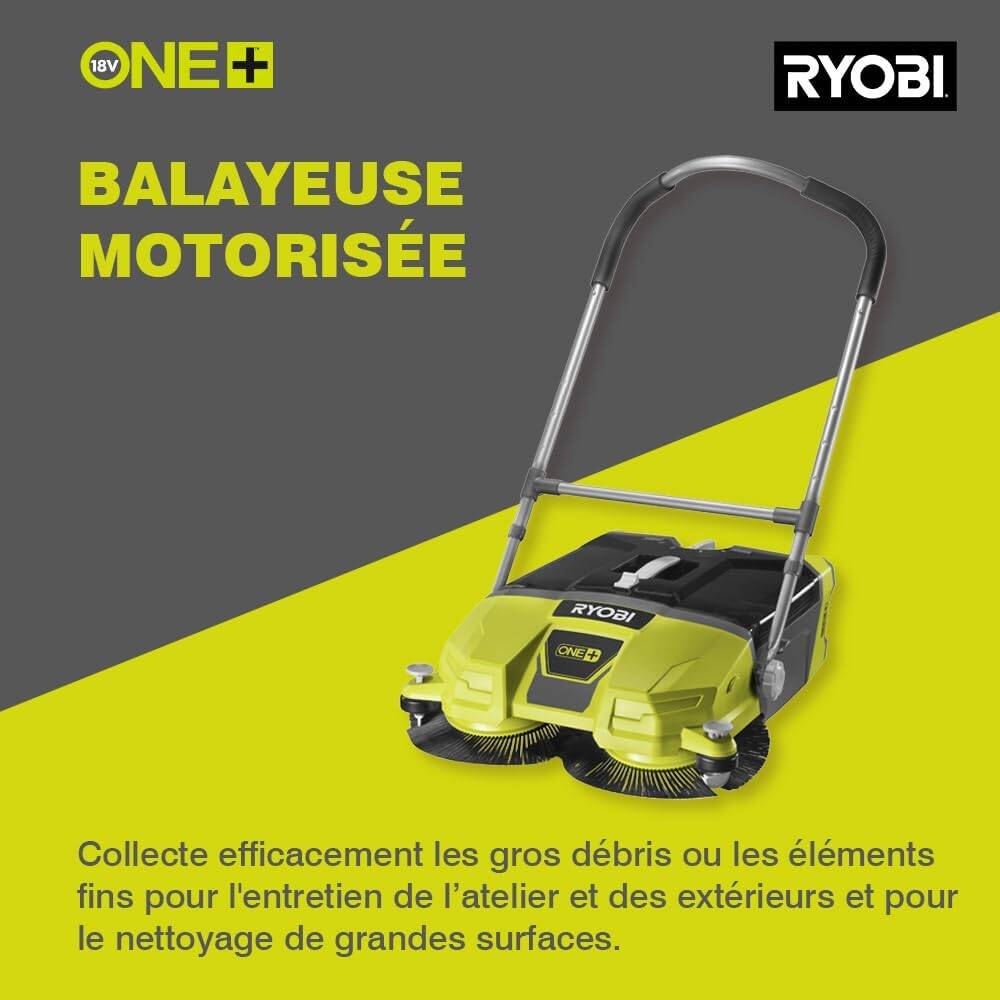 18V ONE+
RYOBI
BALAYEUSE
MOTORISÉE
RYOBI
ONE+
Collecte efficacement les gros débris ou les éléments
fins pour l'entretien de l’atelier et des extérieurs et pour
le nettoyage de grandes surfaces.